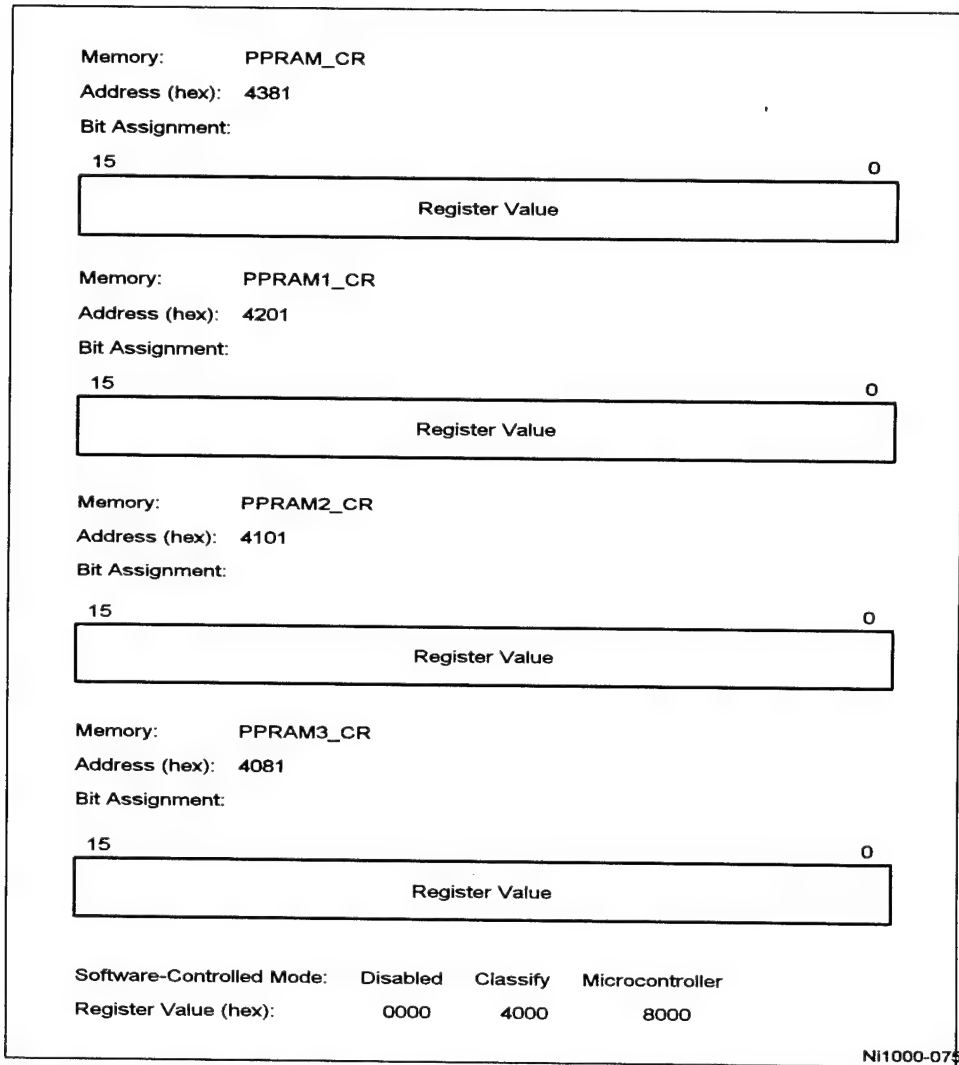 Memory: PPRAM_CR
Address (hex): 4381
Bit Assignment:
15 0
Register Value
Memory: PPRAM1_CR
Address (hex): 4201
Bit Assignment:
15 0
Register Value
Memory: PPRAM2_CR
Address (hex): 4101
Bit Assignment:
15 0
Register Value
Memory: PPRAM3_CR
Address (hex): 4081
Bit Assignment:
15 0
Register Value
Software-Controlled Mode: Disabled Classify Microcontroller
Register Value (hex): 0000 4000 8000
Ni1000-075